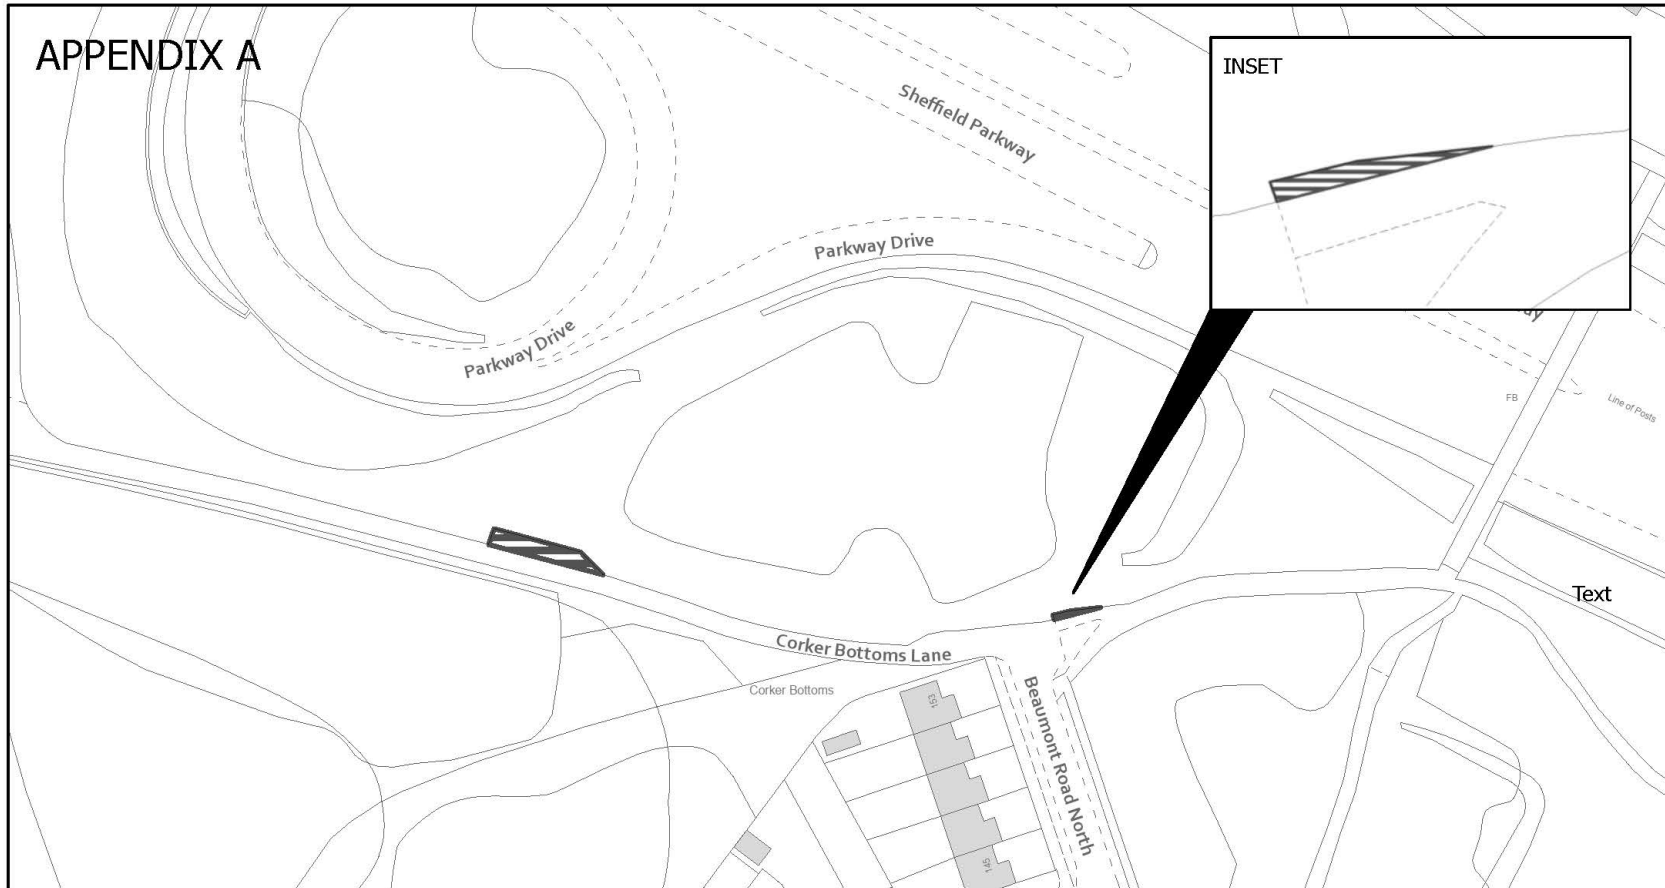 APPENDIX A
INSET
Sheffield Parkway
Parkway Drive
Parkway Drive
FB
Line of Posts
Text
Corker Bottoms Lane
Corker Bottoms
153
Beaumont Road North
145